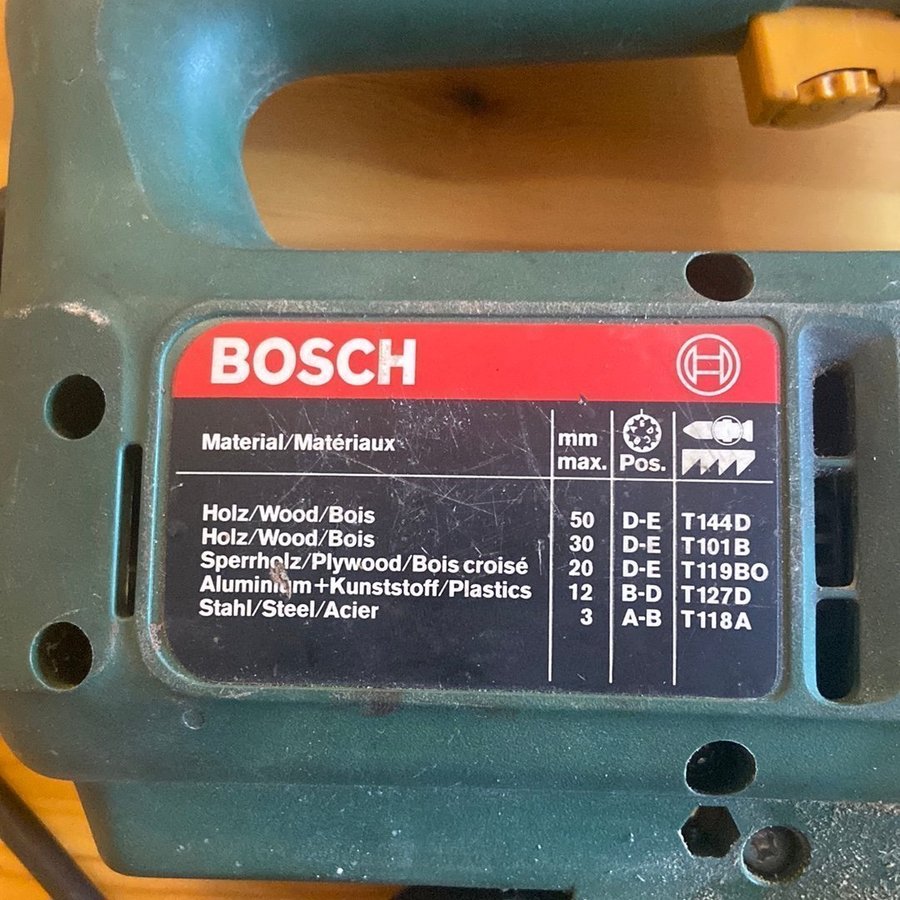 BOSCH
Material/Matériaux mm max. Pos.
Holz/Wood/Bois 50 D-E T144D
Holz/Wood/Bois 30 D-E T101B
Sperrholz/Plywood/Bois croisé 20 D-E T119BO
Aluminium+Kunststoff/Plastics 12 B-D T127D
Stahl/Steel/Acier 3 A-B T118A